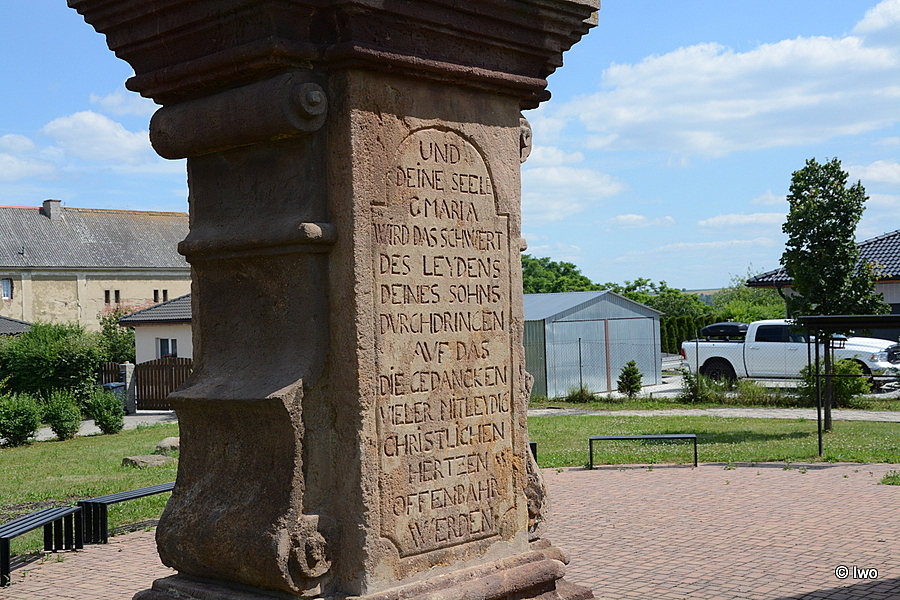 UND
DEINE SEELE
O MARIA
WIRD DAS SCHWERT
DES LEYDENS
DEINES SOHNS
DVRCHDRINGEN
AVF DAS
DIE GEDANCKEN
VIELER MITLEYDIG
CHRISTLICHEN
HERTZEN
OFFENBAHR
WERDEN
© Iwo